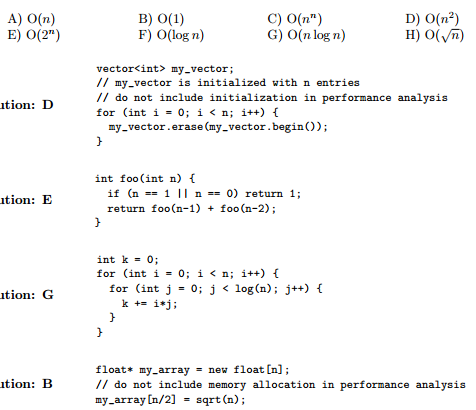 A) O(n) B) O(1) C) O(nⁿ) D) O(n²)
E) O(2ⁿ) F) O(log n) G) O(n log n) H) O(√n)
vector<int> my_vector;
// my_vector is initialized with n entries
// do not include initialization in performance analysis
ution: D
for (int i = 0; i < n; i++) {
my_vector.erase(my_vector.begin());
}
int foo(int n) {
ution: E
if (n == 1 || n == 0) return 1;
return foo(n-1) + foo(n-2);
}
int k = 0;
for (int i = 0; i < n; i++) {
for (int j = 0; j < log(n); j++) {
ution: G
k += i*j;
}
}
float* my_array = new float[n];
ution: B
// do not include memory allocation in performance analysis
my_array[n/2] = sqrt(n);